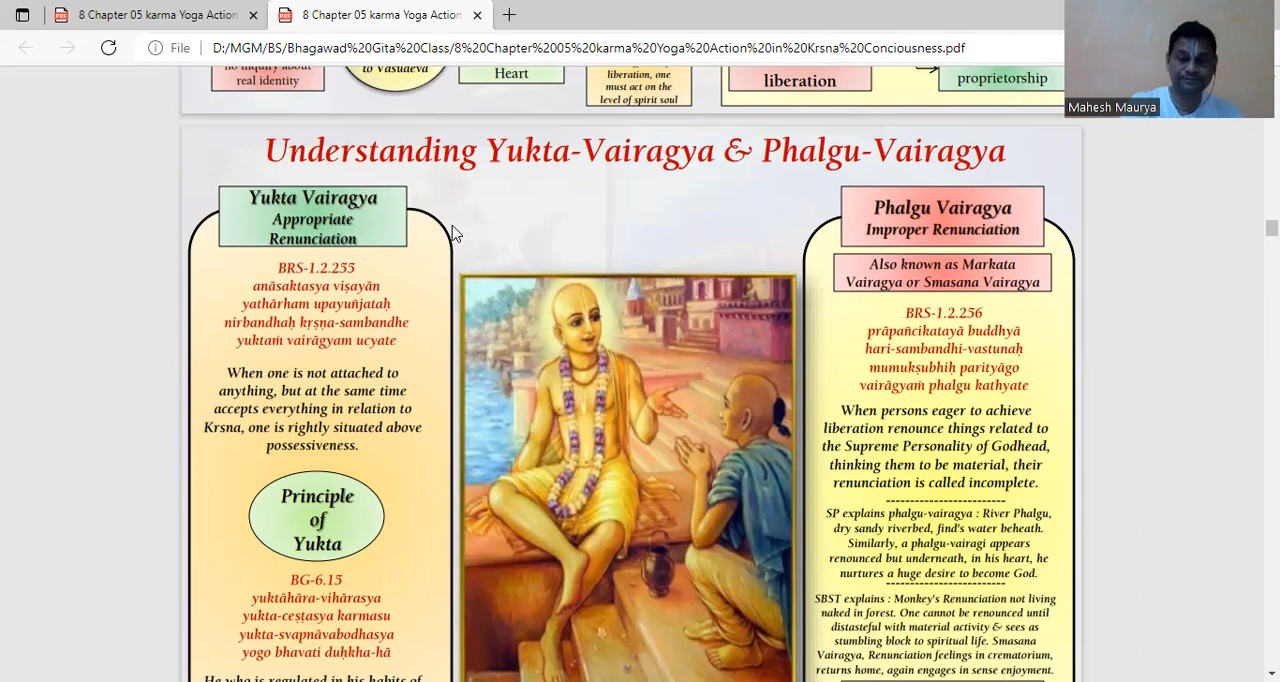 8 Chapter 05 karma Yoga Action
8 Chapter 05 karma Yoga Action
File
D:/MGM/BS/Bhagawad%20Gita%20Class/8%20Chapter%2005%20karma%20Yoga%20Action%20in%20Krsna%20Conciousness.pdf
Mahesh Maurya
no inquiry about
real identity
to Vasudeva
Heart
liberation, one
must act on the
level of spirit soul
liberation
proprietorship
Understanding Yukta-Vairagya & Phalgu-Vairagya
Yukta Vairagya
Appropriate
Renunciation
BRS-1.2.255
anāsaktasya viṣayān
yathārham upayuñjataḥ
nirbandhaḥ kṛṣṇa-sambandhe
yuktaṁ vairāgyam ucyate
When one is not attached to
anything, but at the same time
accepts everything in relation to
Krsna, one is rightly situated above
possessiveness.
Principle
of
Yukta
BG-6.15
yuktāhāra-vihārasya
yukta-ceṣṭasya karmasu
yukta-svapnāvabodhasya
yogo bhavati duḥkha-hā
He who is regulated in his habits of
Phalgu Vairagya
Improper Renunciation
Also known as Markata
Vairagya or Smasana Vairagya
BRS-1.2.256
prāpañcikatayā buddhyā
hari-sambandhi-vastunaḥ
mumukṣubhiḥ parityāgo
vairāgyaṁ phalgu kathyate
When persons eager to achieve
liberation renounce things related to
the Supreme Personality of Godhead,
thinking them to be material, their
renunciation is called incomplete.
------------------------
SP explains phalgu-vairagya : River Phalgu,
dry sandy riverbed, find's water beheath.
Similarly, a phalgu-vairagi appears
renounced but underneath, in his heart, he
nurtures a huge desire to become God.
------------------------
SBST explains : Monkey's Renunciation not living
naked in forest. One cannot be renounced until
distasteful with material activity & sees as
stumbling block to spiritual life. Smasana
Vairagya, Renunciation feelings in crematorium,
returns home, again engages in sense enjoyment.